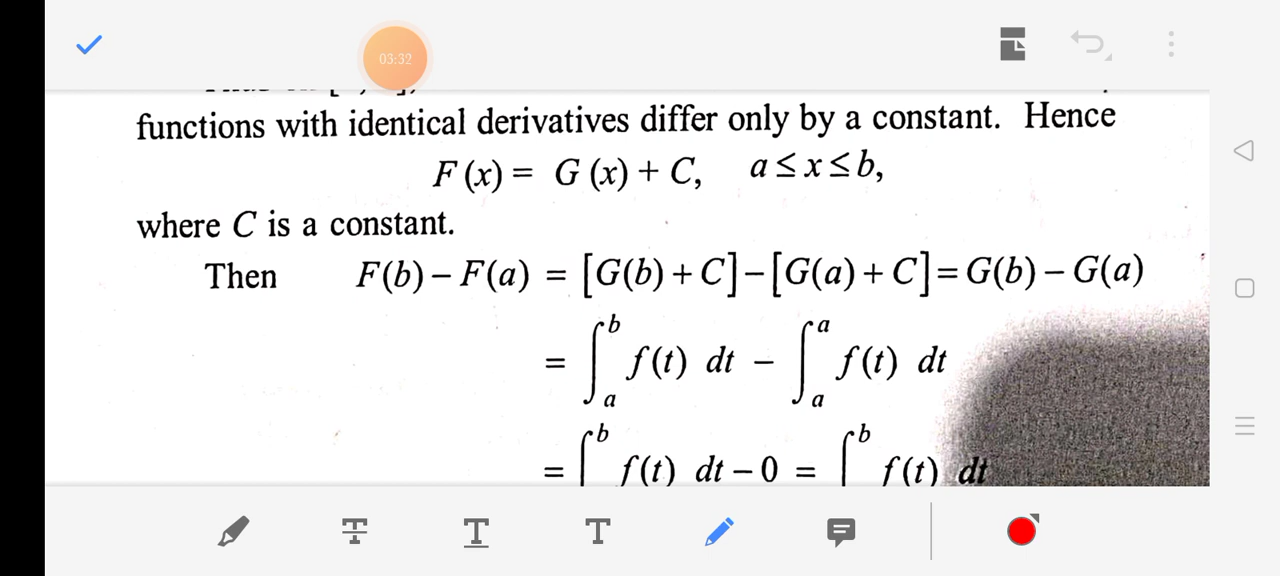 03:32
functions with identical derivatives differ only by a constant. Hence
F (x) = G (x) + C, a ≤ x ≤ b,
where C is a constant.
Then F(b) – F(a) = [G(b) + C] – [G(a) + C] = G(b) – G(a)
= ∫_a^b f(t) dt – ∫_a^a f(t) dt
= ∫^b f(t) dt – 0 = ∫^b f(t) dt
T T T